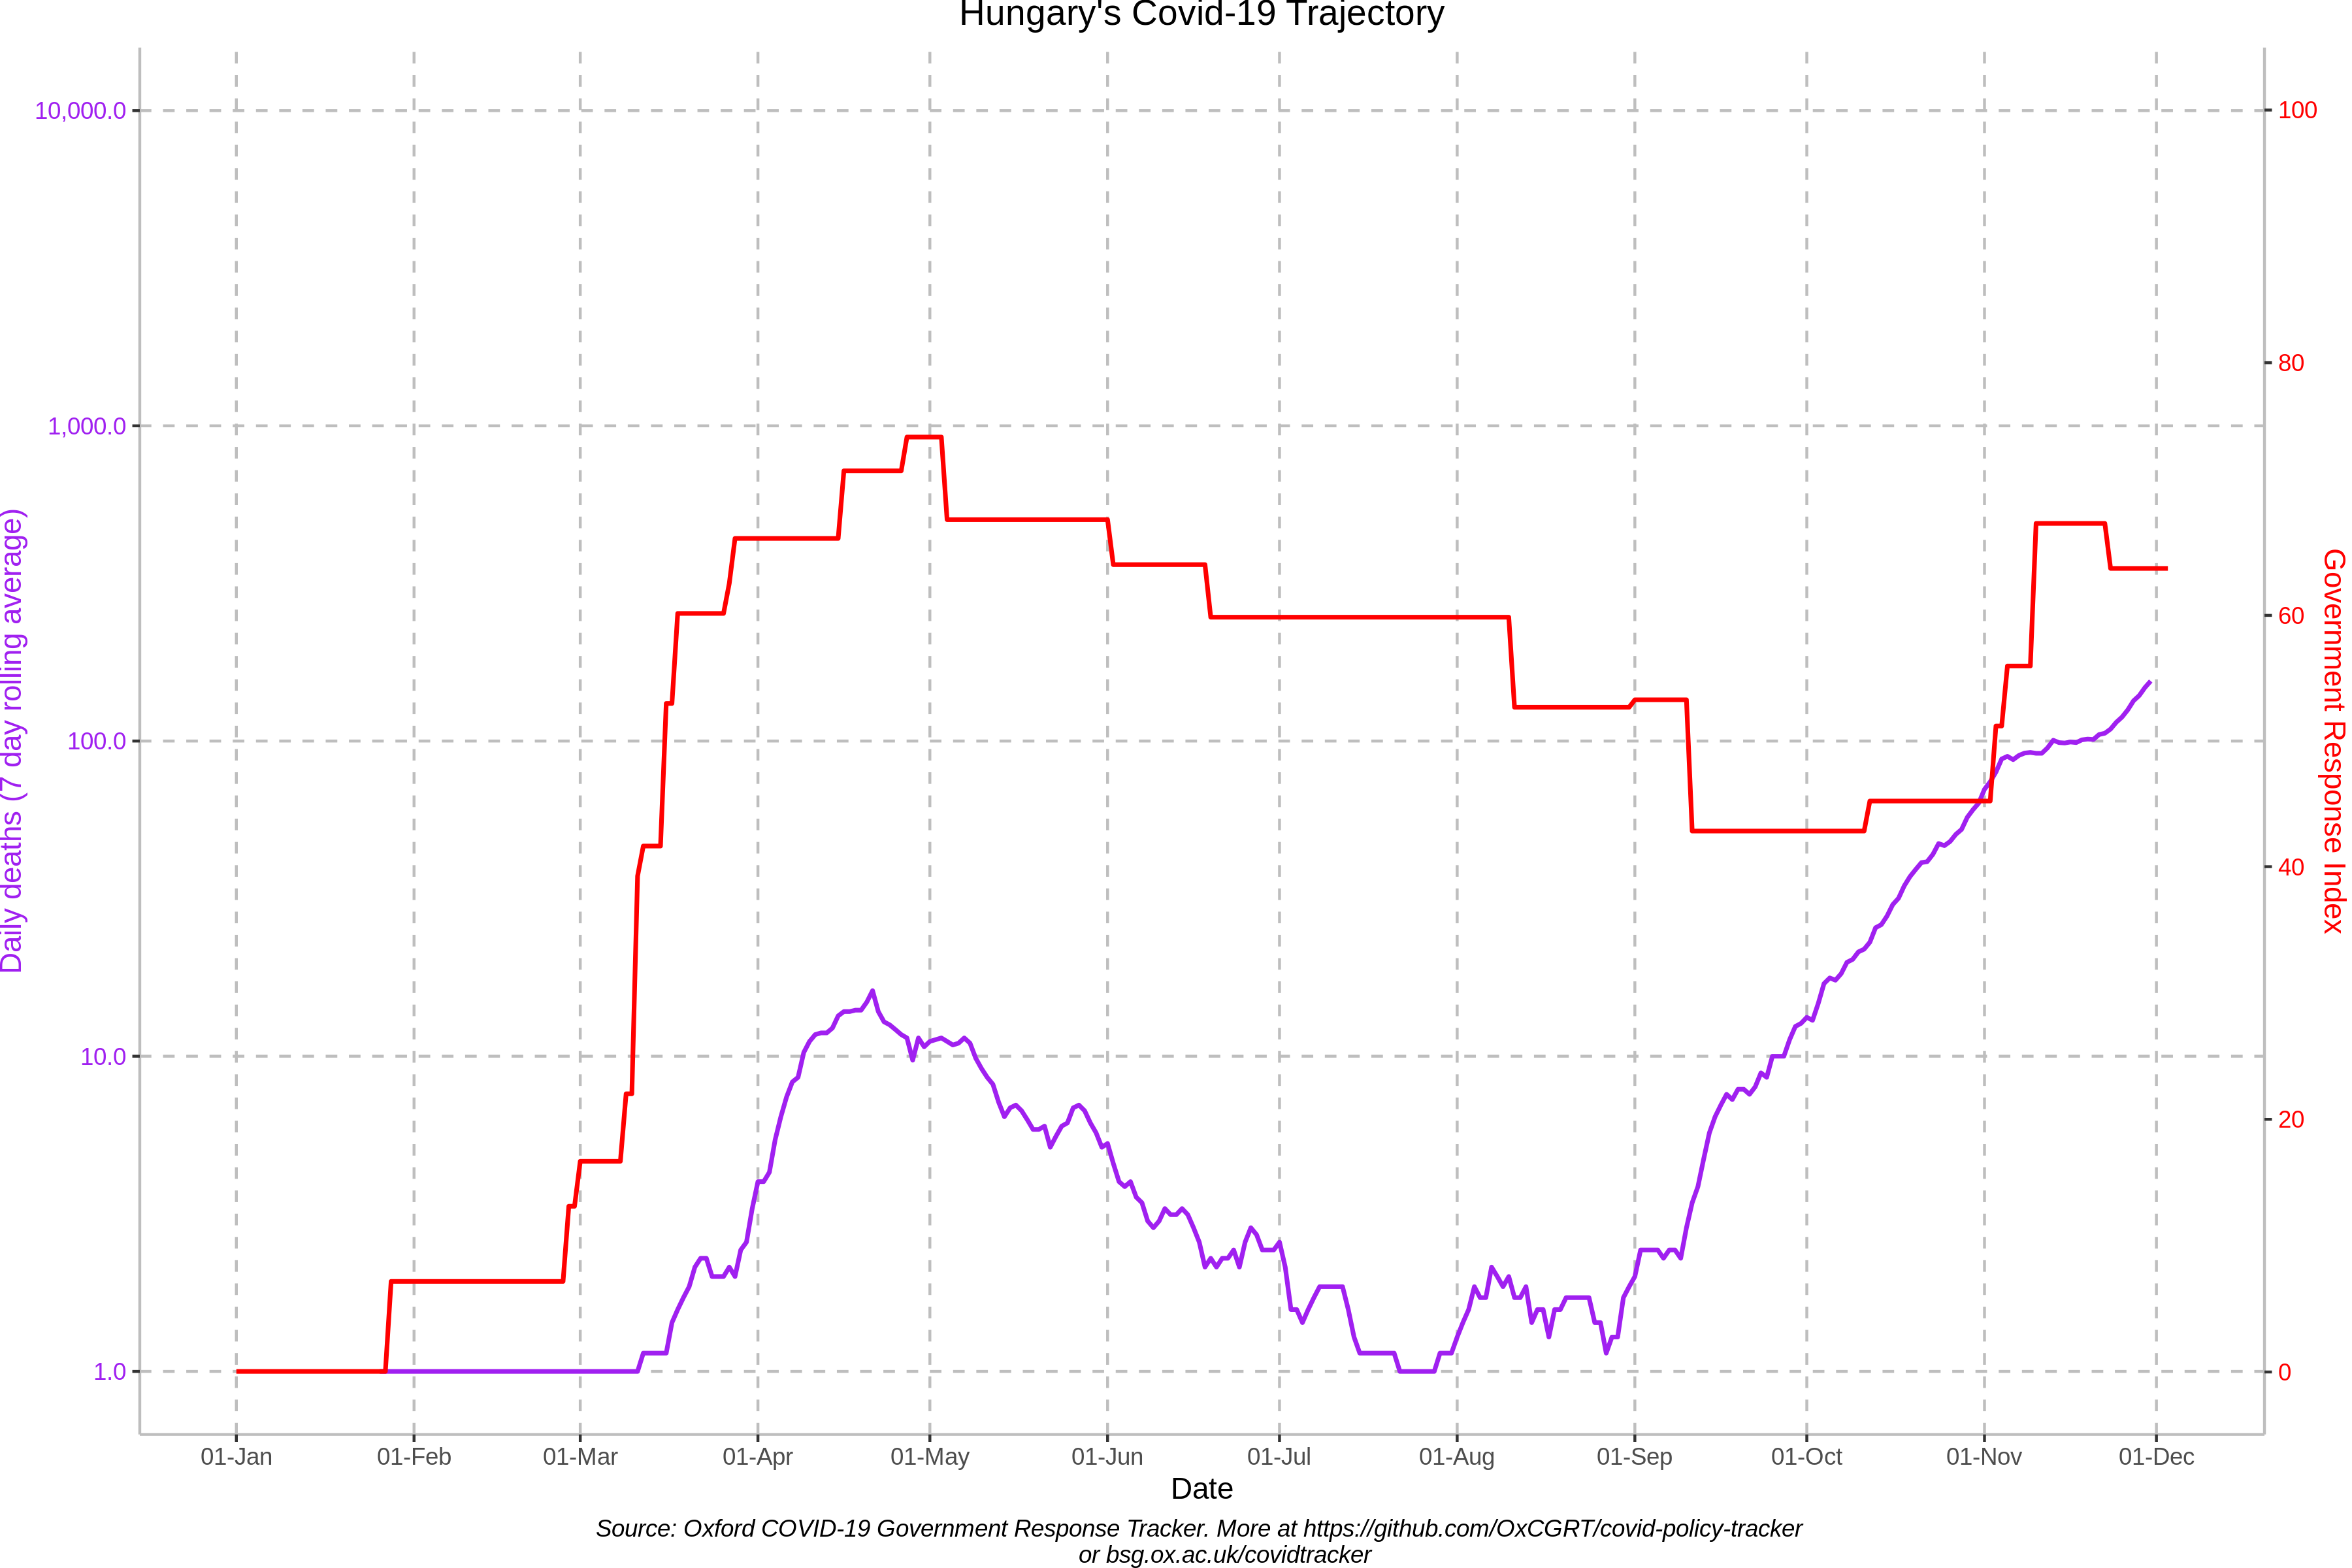 Hungary's Covid-19 Trajectory
10,000.0
1,000.0
100.0
10.0
1.0
Daily deaths (7 day rolling average)
100
80
60
40
20
0
Government Response Index
01-Jan
01-Feb
01-Mar
01-Apr
01-May
01-Jun
01-Jul
01-Aug
01-Sep
01-Oct
01-Nov
01-Dec
Date
Source: Oxford COVID-19 Government Response Tracker. More at https://github.com/OxCGRT/covid-policy-tracker
or bsg.ox.ac.uk/covidtracker